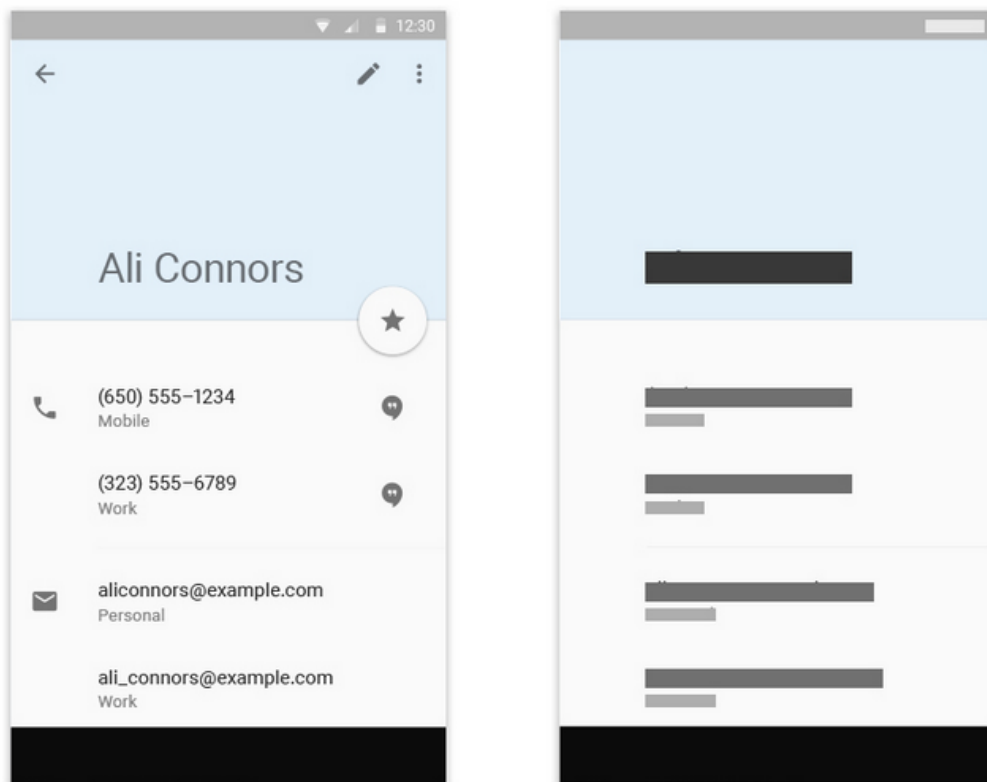 12:30
Ali Connors
(650) 555-1234
Mobile
(323) 555-6789
Work
aliconnors@example.com
Personal
ali_connors@example.com
Work